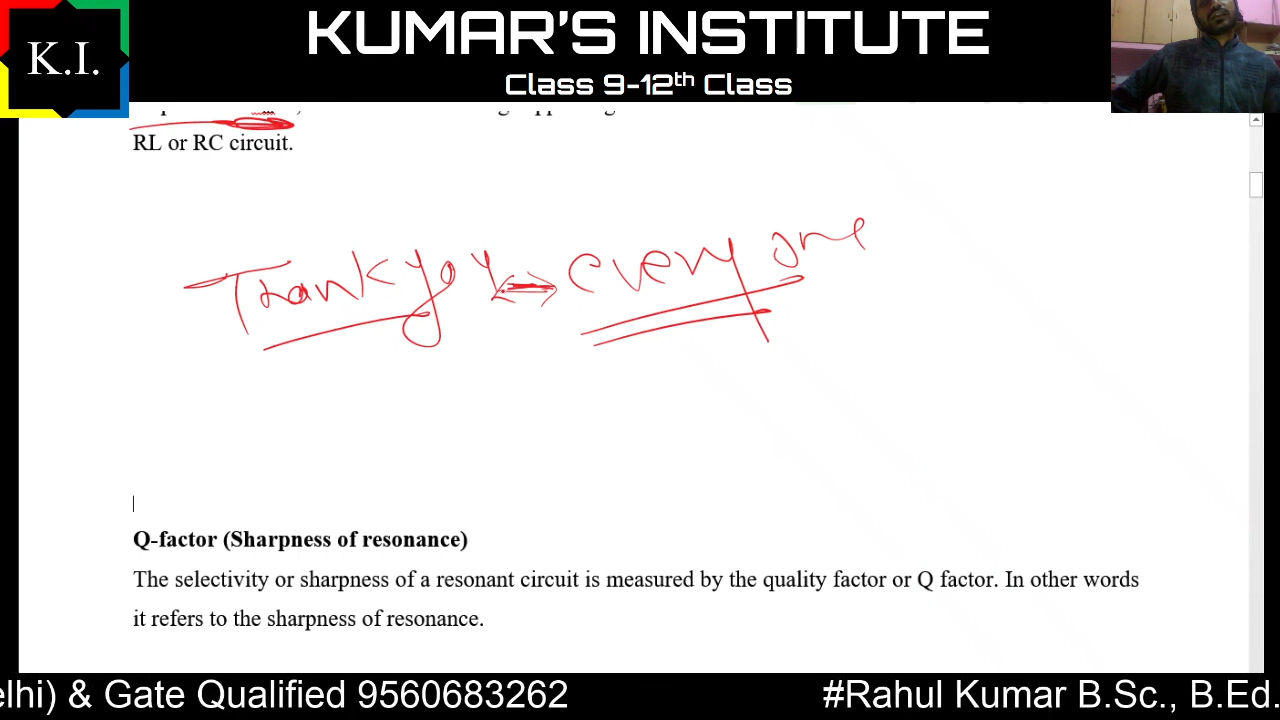 KUMAR'S INSTITUTE
K.I.
Class 9-12th Class
RL or RC circuit.
Thank you everyone
Q-factor (Sharpness of resonance)
The selectivity or sharpness of a resonant circuit is measured by the quality factor or Q factor. In other words
it refers to the sharpness of resonance.
elhi) & Gate Qualified 9560683262
#Rahul Kumar B.Sc., B.Ed.